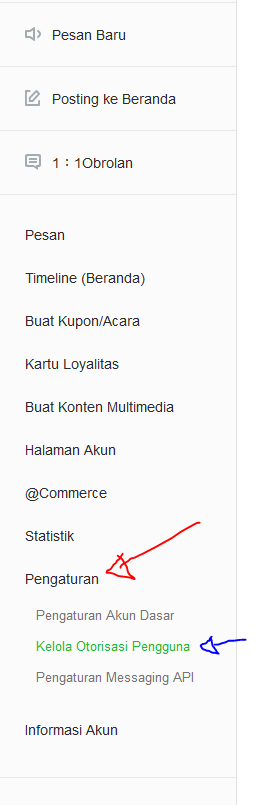 Pesan Baru
Posting ke Beranda
1：1Obrolan
Pesan
Timeline (Beranda)
Buat Kupon/Acara
Kartu Loyalitas
Buat Konten Multimedia
Halaman Akun
@Commerce
Statistik
Pengaturan
Pengaturan Akun Dasar
Kelola Otorisasi Pengguna
Pengaturan Messaging API
Informasi Akun